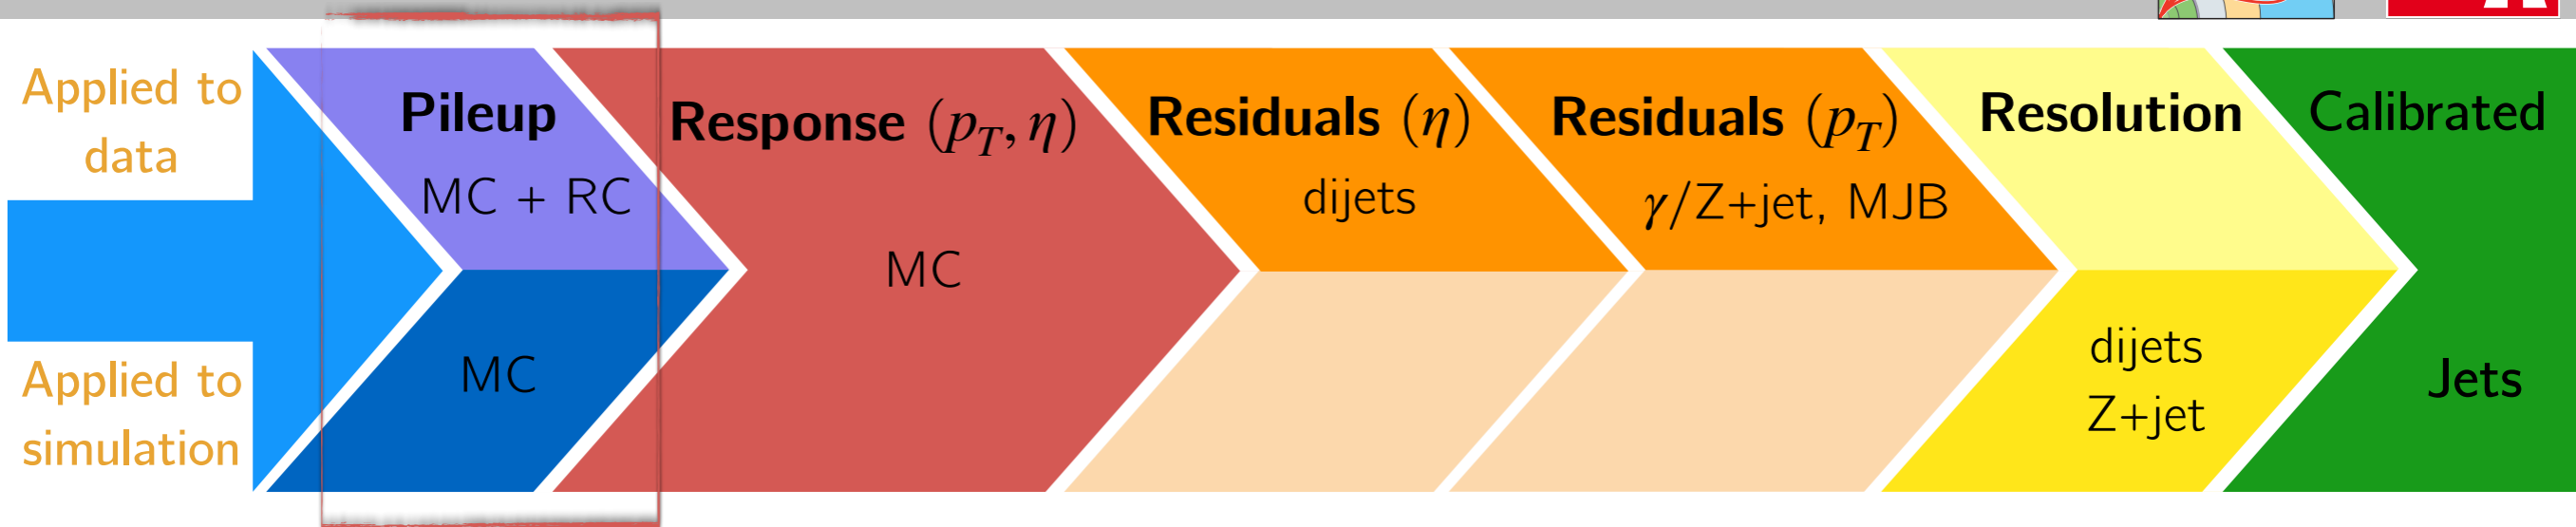 Applied to
data
Applied to
simulation
Pileup
MC + RC
MC
Response (p_T, η)
MC
Residuals (η)
dijets
Residuals (p_T)
γ/Z+jet, MJB
Resolution
dijets
Z+jet
Calibrated
Jets